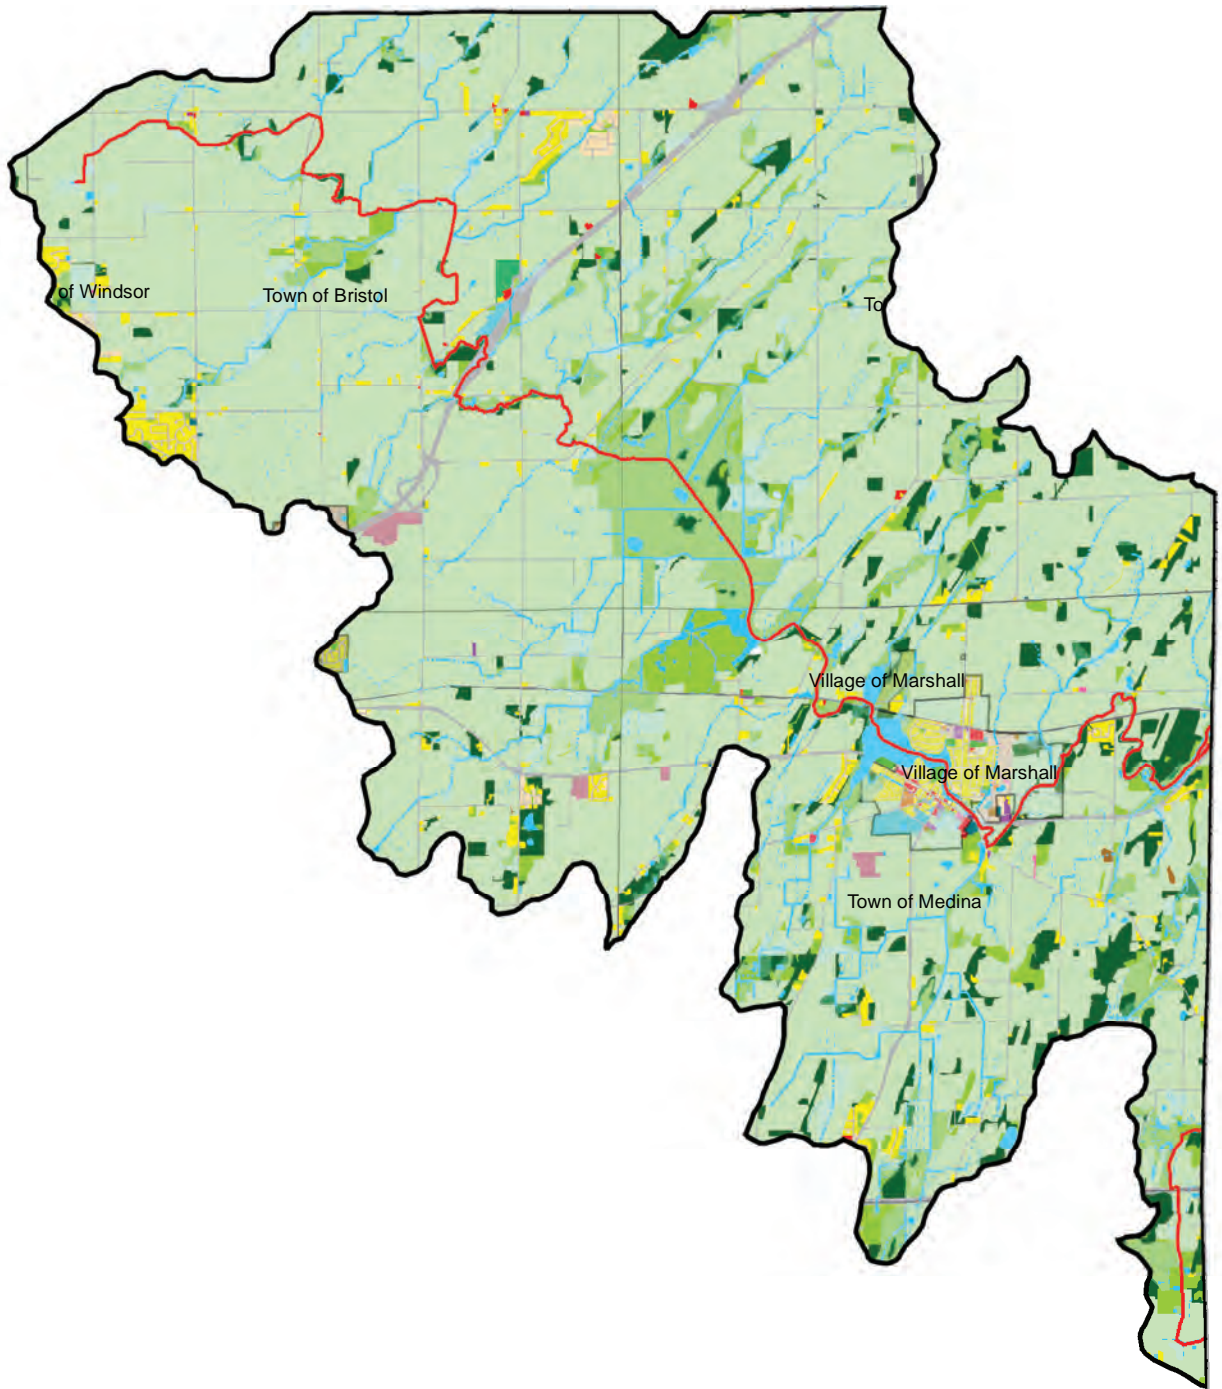 of Windsor
Town of Bristol
To
Village of Marshall
Village of Marshall
Town of Medina